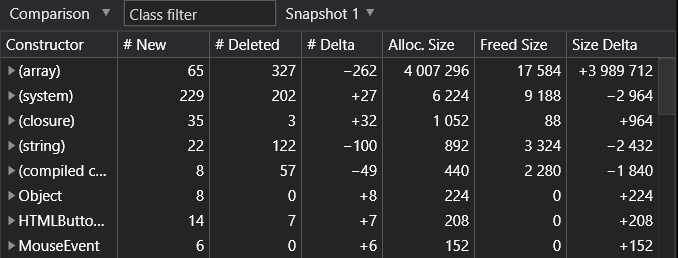 Comparison Class filter Snapshot 1
Constructor # New # Deleted # Delta Alloc. Size Freed Size Size Delta
(array) 65 327 −262 4 007 296 17 584 +3 989 712
(system) 229 202 +27 6 224 9 188 −2 964
(closure) 35 3 +32 1 052 88 +964
(string) 22 122 −100 892 3 324 −2 432
(compiled c... 8 57 −49 440 2 280 −1 840
Object 8 0 +8 224 0 +224
HTMLButto... 14 7 +7 208 0 +208
MouseEvent 6 0 +6 152 0 +152